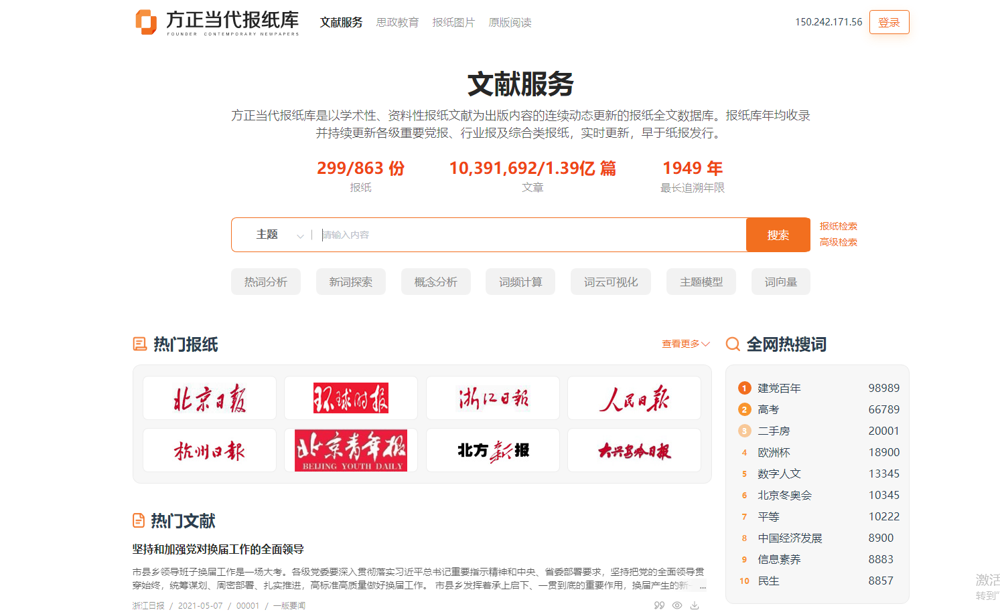 方正当代报纸库
FOUNDER CONTEMPORARY NEWPAPERS
文献服务 思政教育 报纸图片 原版阅读
150.242.171.56 登录
文献服务
方正当代报纸库是以学术性、资料性报纸文献为出版内容的连续动态更新的报纸全文数据库。报纸库年均收录
并持续更新各级重要党报、行业报及综合类报纸，实时更新，早于纸报发行。
299/863 份 10,391,692/1.39亿 篇 1949 年
报纸 文章 最长追溯年限
主题 请输入内容 搜索
报纸检索
高级检索
热词分析 新词探索 概念分析 词频计算 词云可视化 主题模型 词向量
热门报纸 查看更多
北京日报 环球时报 浙江日报 人民日报
杭州日报 北京青年报 北方新报 大兴安岭日报
BEIJING YOUTH DAILY
热门文献
坚持和加强党对换届工作的全面领导
市县乡领导班子换届工作是一场大考。各级党委要深入贯彻落实习近平总书记重要指示精神和中央、省委部署要求，坚持把党的全面领导贯
穿始终，统筹谋划、周密部署、扎实推进，高标准高质量做好换届工作。 市县乡发挥着承上启下、一贯到底的重要作用，换届产生的新...
浙江日报 / 2021-05-07 / 00001 / 一版要闻
全网热搜词
1 建党百年 98989
2 高考 66789
3 二手房 20001
4 欧洲杯 18900
5 数字人文 13345
6 北京冬奥会 10345
7 平等 10222
8 中国经济发展 8900
9 信息素养 8883
10 民生 8857
激活
转到"